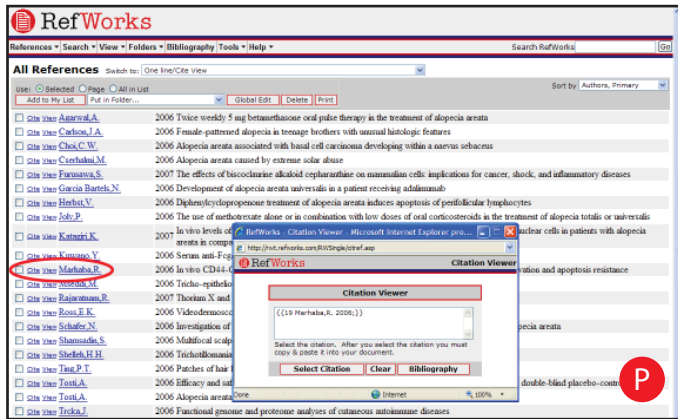 RefWorks
References Search View Folders Bibliography Tools Help Search RefWorks Go
All References Switch to: One line/Cite View
Use: Selected Page All in List Sort by Authors, Primary
Add to My List Put in Folder... Global Edit Delete Print
Cite View Agarwal,A. 2006 Twice weekly 5 mg betamethasone oral pulse therapy in the treatment of alopecia areata
Cite View Carlson,J.A. 2006 Female-patterned alopecia in teenage brothers with unusual histologic features
Cite View Choi,C.W. 2006 Alopecia areata associated with basal cell carcinoma developing within a naevus sebaceus
Cite View Cserhalmi,M. 2006 Alopecia areata caused by extreme solar abuse
Cite View Furusawa,S. 2007 The effects of biscoclaurine alkaloid cepharanthine on mammalian cells: implications for cancer, shock, and inflammatory diseases
Cite View Garcia Bartels,N. 2006 Development of alopecia areata universalis in a patient receiving adalimumab
Cite View Herbst,V. 2006 Diphenylcyclopropenone treatment of alopecia areata induces apoptosis of perifollicular lymphocytes
Cite View Joly,P. 2006 The use of methotrexate alone or in combination with low doses of oral corticosteroids in the treatment of alopecia totalis or universalis
Cite View Katagiri,K. 2007 In vivo levels of nuclear cells in patients with alopecia
areata in compa
Cite View Kuwano,Y. 2006 Serum anti-Fcg
Cite View Marhaba,R. 2006 In vivo CD44-C vation and apoptosis resistance
Cite View Mseddi,M. 2006 Tricho-epithelio
Cite View Rajaratnam,R. 2007 Thorium X and
Cite View Ross,E.K. 2006 Videodermosco
Cite View Schafer,N. 2006 Investigation of pecia areata
Cite View Shamsadin,S. 2006 Multifocal scalp
Cite View Shelleh,H.H. 2006 Trichotillomania
Cite View Ting,P.T. 2006 Patches of hair l
Cite View Tosti,A. 2006 Efficacy and saf double-blind placebo-contr
Cite View Tosti,A. 2006 Alopecia areata
Cite View Trcka,J. 2006 Functional genome and proteome analyses of cutaneous autoimmune diseases
RefWorks - Citation Viewer - Microsoft Internet Explorer pro...
RefWorks Citation Viewer
Citation Viewer
{{19 Marhaba,R. 2006;}}
Select the citation. After you select the citation you must
copy & paste it into your document.
Select Citation Clear Bibliography
Done Internet 100%
P